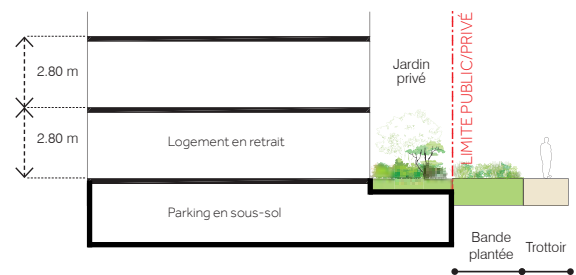 2.80 m
Jardin
privé
LIMITE PUBLIC/PRIVÉ
2.80 m
Logement en retrait
Parking en sous-sol
Bande
plantée
Trottoir